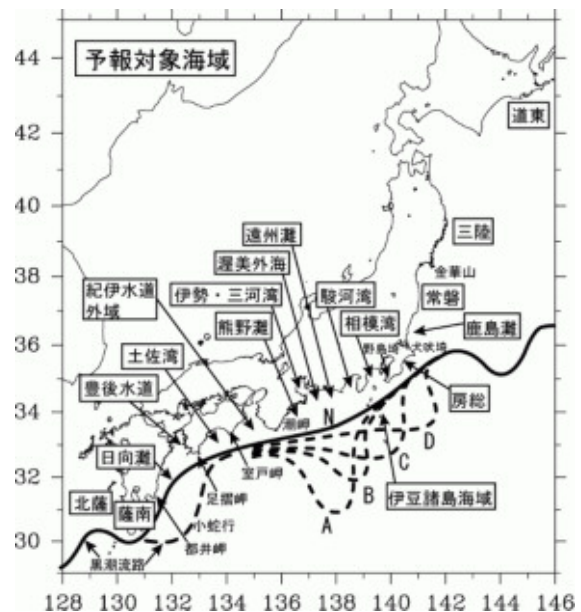 予報対象海域
道東
三陸
金華山
遠州灘
渥美外海
紀伊水道
外域
伊勢・三河湾
駿河湾
常磐
熊野灘
相模湾
鹿島灘
野島埼
犬吠埼
土佐湾
豊後水道
潮岬
N
房総
日向灘
室戸岬
D
C
B
A
足摺岬
伊豆諸島海域
北薩
薩南
小蛇行
都井岬
黒潮流路
44
42
40
38
36
34
32
30
128 130 132 134 136 138 140 142 144 146